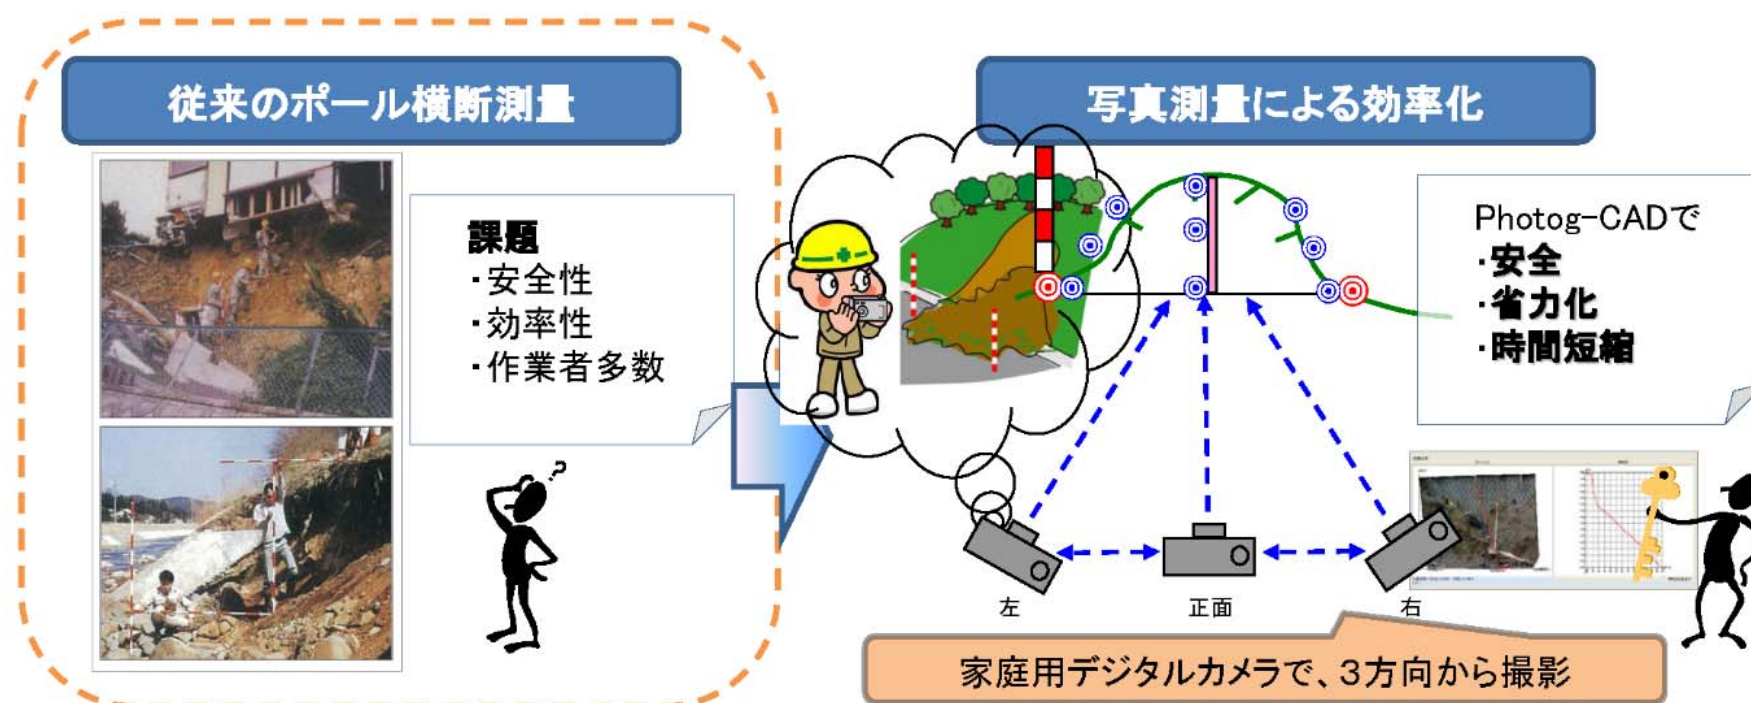 従来のポール横断測量
課題
・安全性
・効率性
・作業者多数
?
写真測量による効率化
Photog-CADで
・安全
・省力化
・時間短縮
左
正面
右
家庭用デジタルカメラで、3方向から撮影